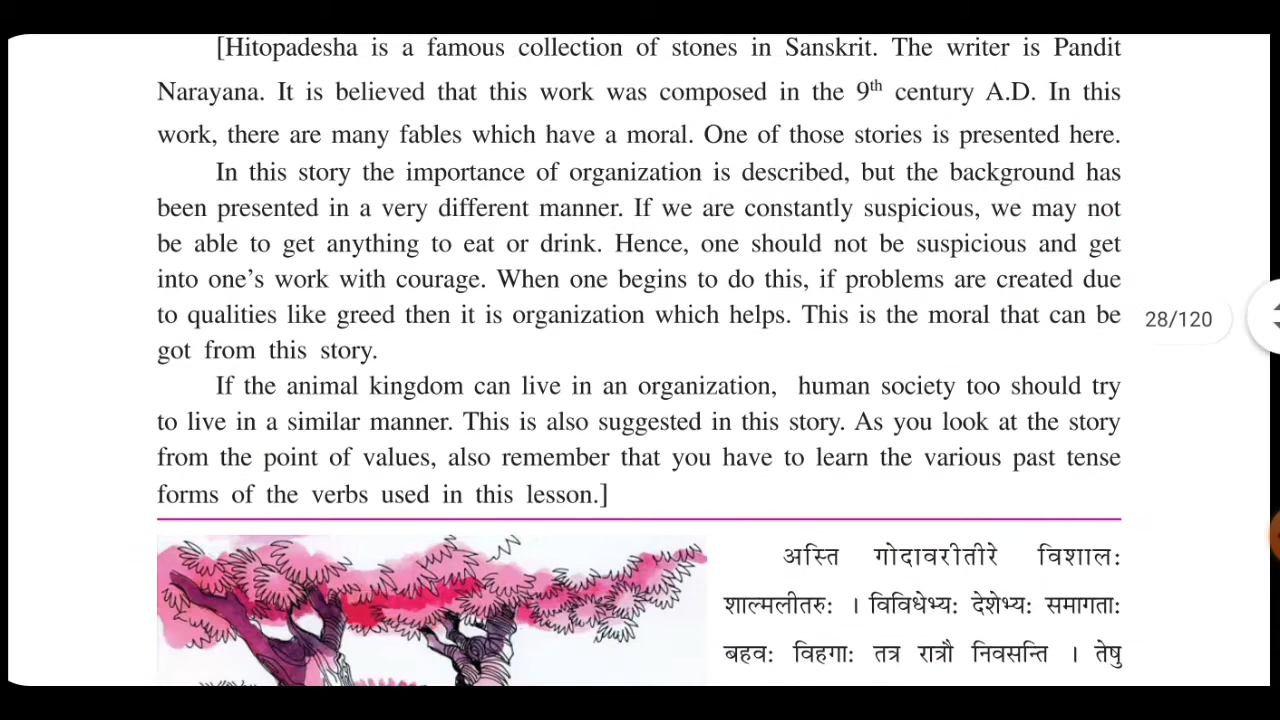 [Hitopadesha is a famous collection of stones in Sanskrit. The writer is Pandit
Narayana. It is believed that this work was composed in the 9th century A.D. In this
work, there are many fables which have a moral. One of those stories is presented here.
In this story the importance of organization is described, but the background has
been presented in a very different manner. If we are constantly suspicious, we may not
be able to get anything to eat or drink. Hence, one should not be suspicious and get
into one's work with courage. When one begins to do this, if problems are created due
to qualities like greed then it is organization which helps. This is the moral that can be
got from this story.
28/120
If the animal kingdom can live in an organization, human society too should try
to live in a similar manner. This is also suggested in this story. As you look at the story
from the point of values, also remember that you have to learn the various past tense
forms of the verbs used in this lesson.]
अस्ति गोदावरीतीरे विशालः
शाल्मलीतरुः । विविधेभ्यः देशेभ्यः समागताः
बहवः विहगाः तत्र रात्रौ निवसन्ति । तेषु